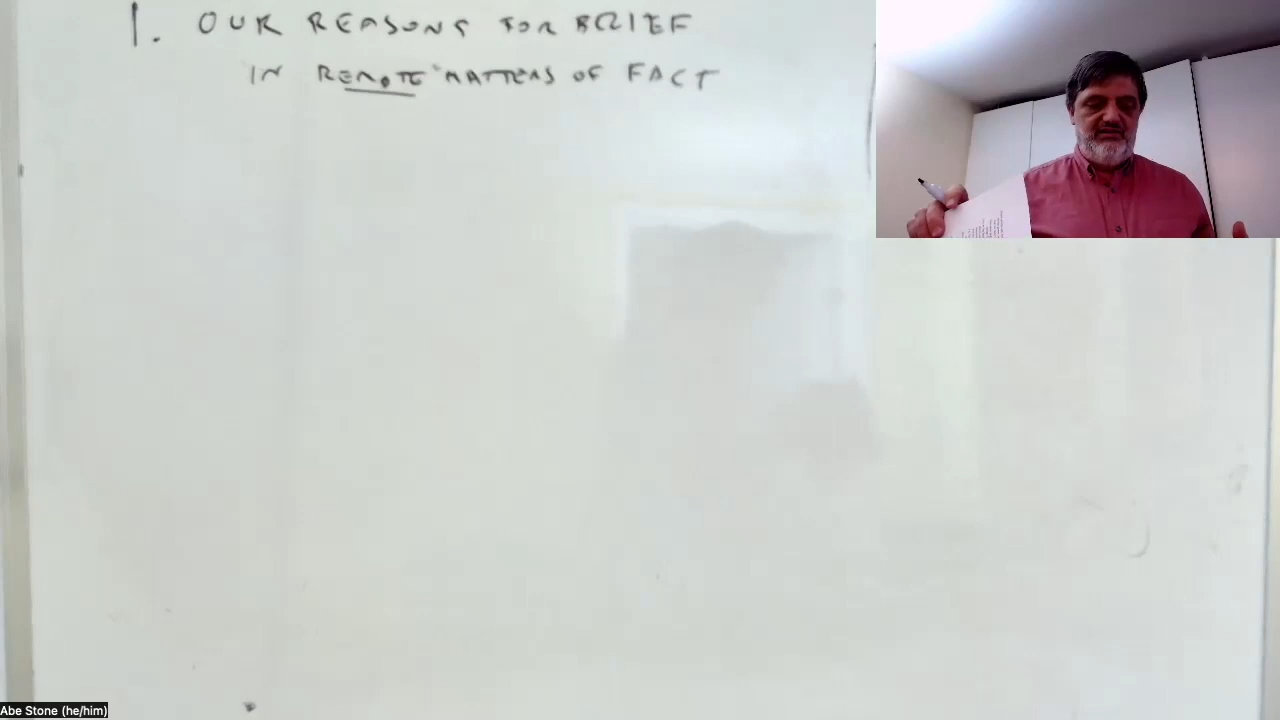 1. OUR REASONS FOR BELIEF
IN REMOTE MATTERS OF FACT
Abe Stone (he/him)